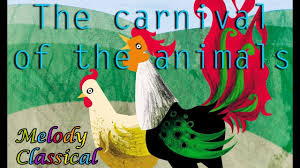 The carnival
of the animals
Melody
Classical